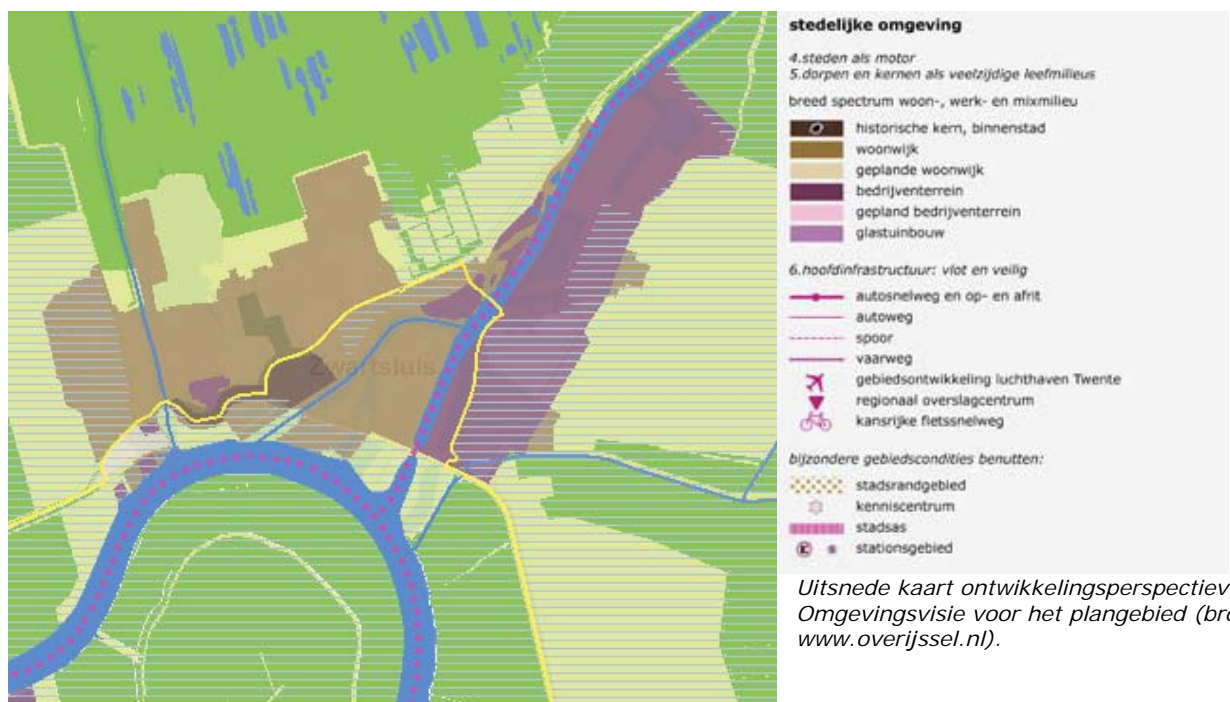 Zwartsluis
stedelijke omgeving
4.steden als motor
5.dorpen en kernen als veelzijdige leefmilieus
breed spectrum woon-, werk- en mixmilieu
historische kern, binnenstad
woonwijk
geplande woonwijk
bedrijventerrein
gepland bedrijventerrein
glastuinbouw
6.hoofdinfrastructuur: vlot en veilig
autosnelweg en op- en afrit
autoweg
spoor
vaarweg
gebiedsontwikkeling luchthaven Twente
regionaal overslagcentrum
kansrijke fietssnelweg
bijzondere gebiedscondities benutten:
stadsrandgebied
kenniscentrum
stadsas
stationsgebied
Uitsnede kaart ontwikkelingsperspectiev
Omgevingsvisie voor het plangebied (bro
www.overijssel.nl).